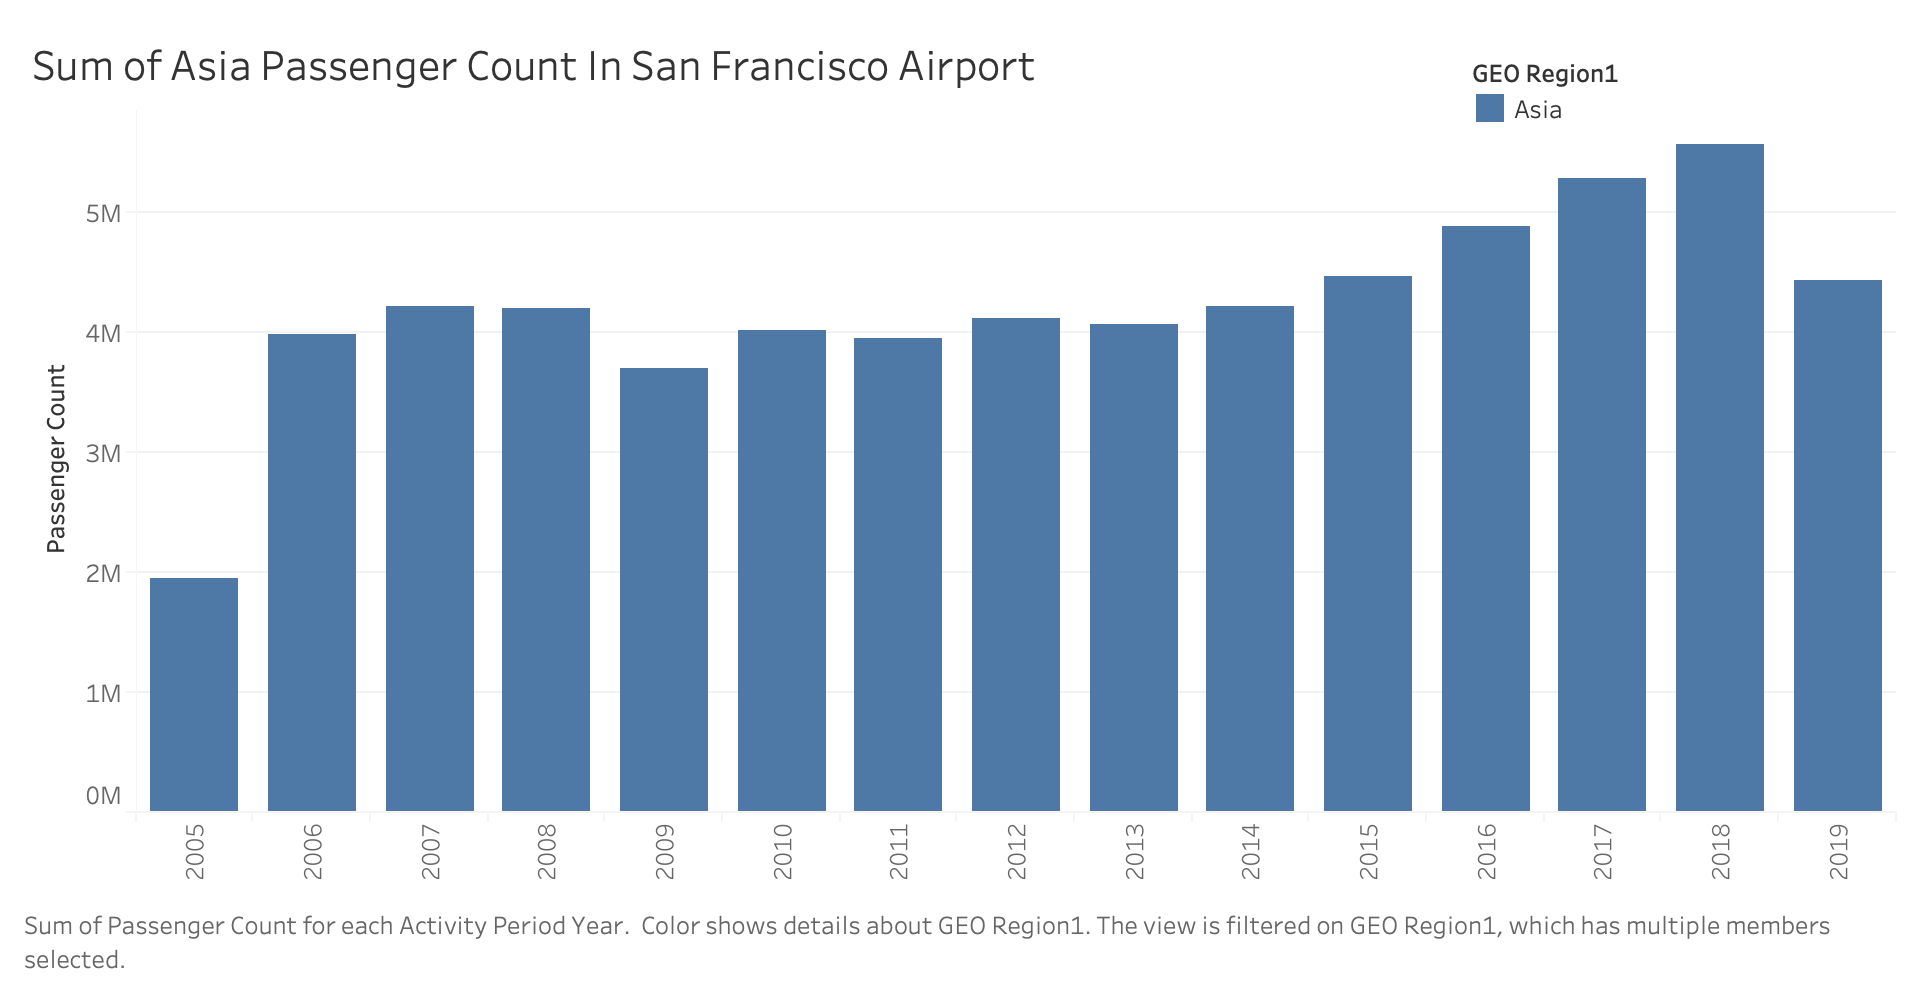 Sum of Asia Passenger Count In San Francisco Airport
GEO Region1
Asia
Passenger Count
5M
4M
3M
2M
1M
0M
2005
2006
2007
2008
2009
2010
2011
2012
2013
2014
2015
2016
2017
2018
2019
Sum of Passenger Count for each Activity Period Year.  Color shows details about GEO Region1. The view is filtered on GEO Region1, which has multiple members
selected.